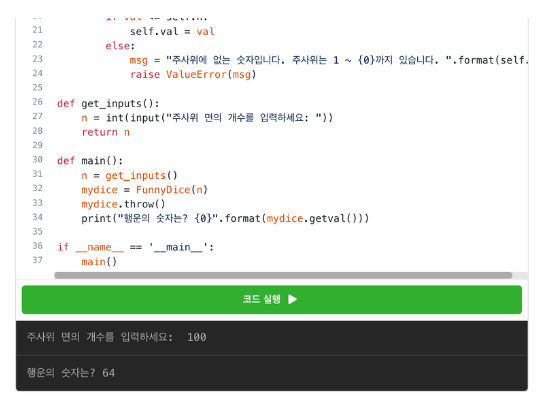 if val <= self.n:
21 self.val = val
22 else:
23 msg = "주사위에 없는 숫자입니다. 주사위는 1 ~ {0}까지 있습니다. ".format(self.
24 raise ValueError(msg)
25
26 def get_inputs():
27 n = int(input("주사위 면의 개수를 입력하세요: "))
28 return n
29
30 def main():
31 n = get_inputs()
32 mydice = FunnyDice(n)
33 mydice.throw()
34 print("행운의 숫자는? {0}".format(mydice.getval()))
35
36 if __name__ == '__main__':
37 main()
코드 실행
주사위 면의 개수를 입력하세요: 100
행운의 숫자는? 64